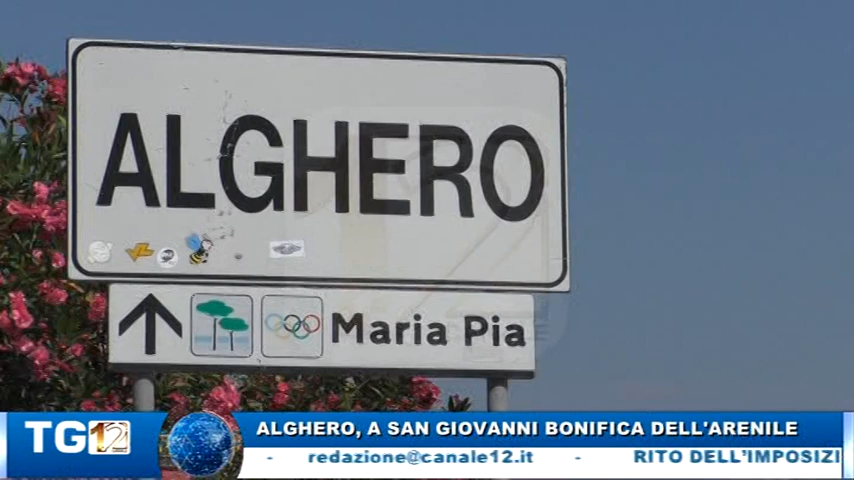 ALGHERO
Maria Pia
TG12
ALGHERO, A SAN GIOVANNI BONIFICA DELL'ARENILE
- redazione@canale12.it - RITO DELL'IMPOSIZI